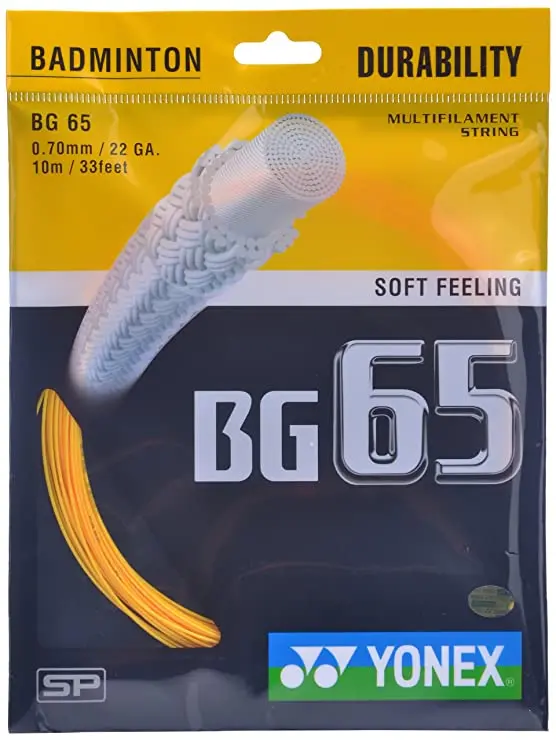 BADMINTON
DURABILITY
BG 65
0.70mm / 22 GA.
10m / 33feet
MULTIFILAMENT
STRING
SOFT FEELING
BG65
SP
YONEX®